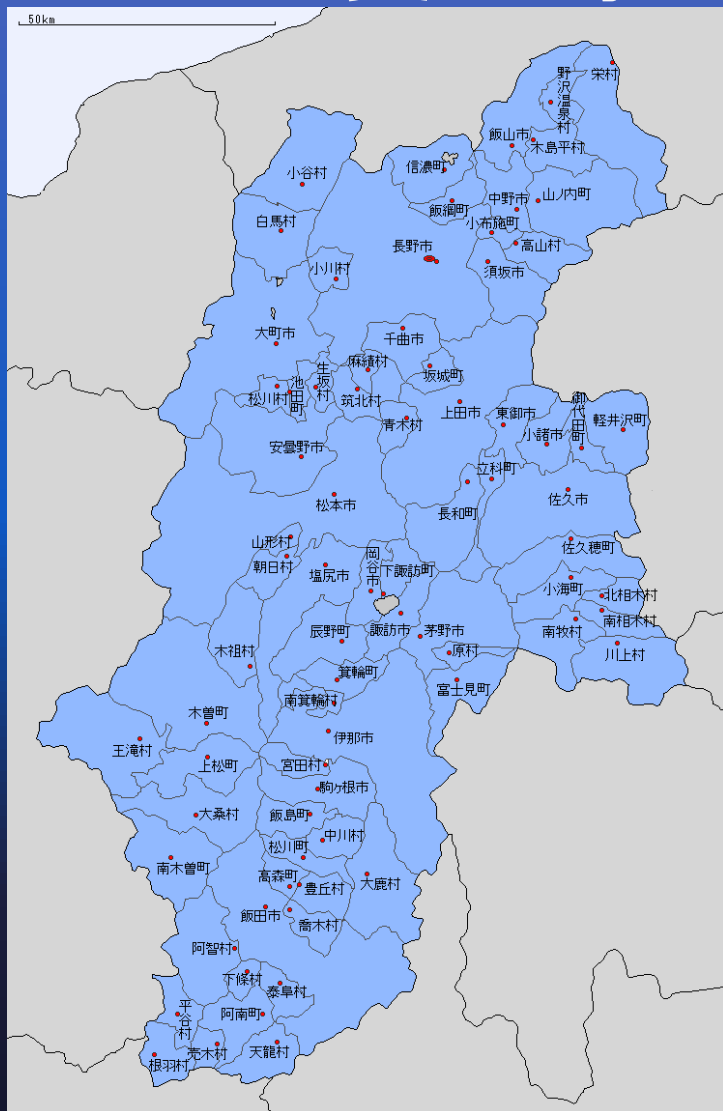 50km
栄村
野沢温泉村
飯山市
木島平村
信濃町
小谷村
飯綱町
中野市
山ノ内町
白馬村
小布施町
高山村
長野市
須坂市
小川村
大町市
千曲市
麻績村
生坂村
坂城町
松川村
池田町
筑北村
青木村
上田市
東御市
御代田町
軽井沢町
小諸市
安曇野市
立科町
松本市
長和町
佐久市
山形村
佐久穂町
朝日村
塩尻市
岡谷市
下諏訪町
小海町
北相木村
南相木村
辰野町
諏訪市
茅野市
南牧村
木祖村
原村
川上村
箕輪町
富士見町
南箕輪村
木曽町
伊那市
王滝村
上松町
宮田村
駒ヶ根市
大桑村
飯島町
中川村
松川町
南木曽町
高森町
豊丘村
大鹿村
飯田市
喬木村
阿智村
下條村
泰阜村
平谷村
阿南町
売木村
天龍村
根羽村